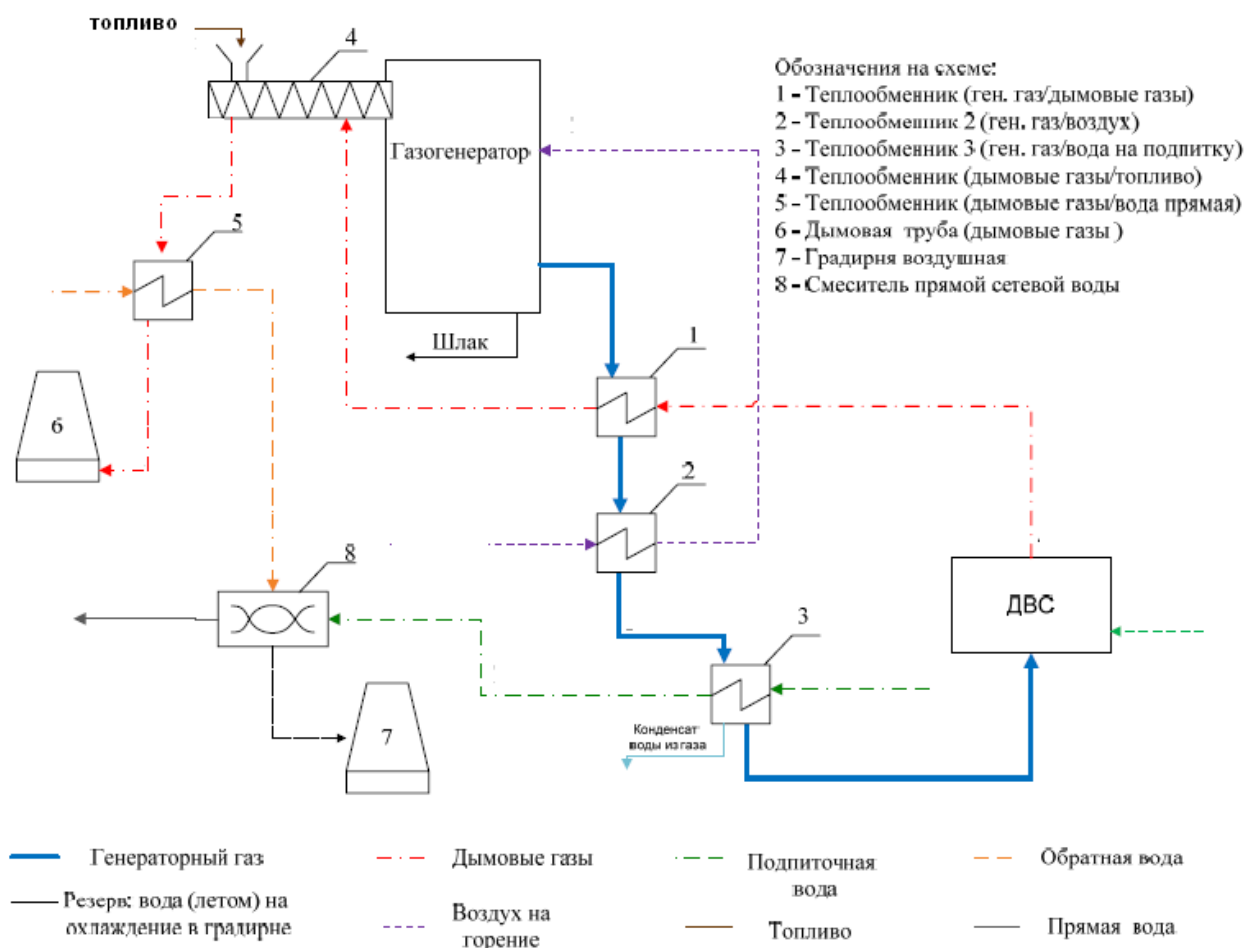 топливо
4
Газогенератор
Обозначения на схеме:
1 - Теплообменник (ген. газ/дымовые газы)
2 - Теплообменник 2 (ген. газ/воздух)
3 - Теплообменник 3 (ген. газ/вода на подпитку)
4 - Теплообменник (дымовые газы/топливо)
5 - Теплообменник (дымовые газы/вода прямая)
6 - Дымовая труба (дымовые газы )
7 - Градирня воздушная
8 - Смеситель прямой сетевой воды
5
Шлак
1
6
2
8
ДВС
3
7
Конденсат
воды из газа
Генераторный газ
Дымовые газы
Подпиточная
вода
Обратная вода
Резерв: вода (летом) на
охлаждение в градирне
Воздух на
горение
Топливо
Прямая вода